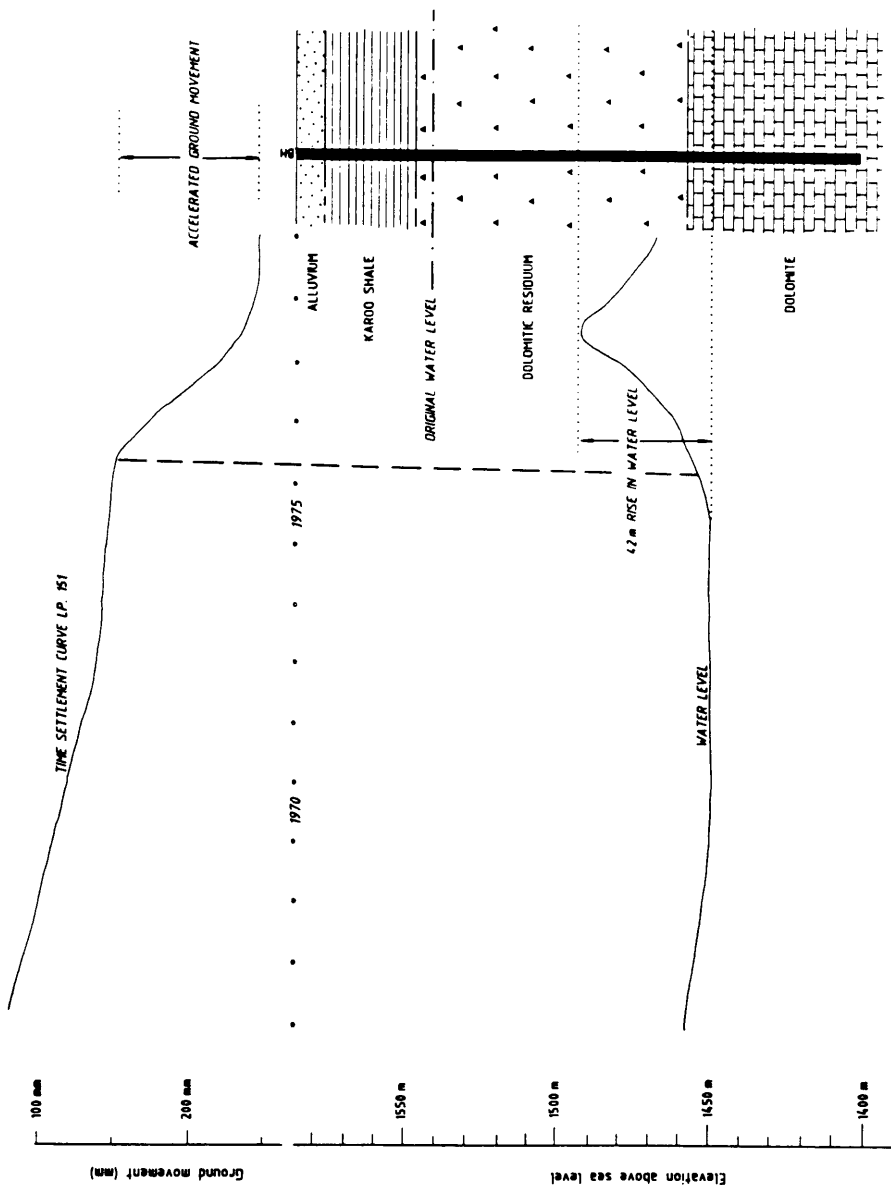 TIME SETTLEMENT CURVE LP. 151
ACCELERATED GROUND MOVEMENT
100 mm
200 mm
Ground movement (mm)
1970
1975
BH
ALLUVIUM
KAROO SHALE
ORIGINAL WATER LEVEL
DOLOMITIC RESIDUUM
42m RISE IN WATER LEVEL
WATER LEVEL
DOLOMITE
1550 m
1500 m
1450 m
1400 m
Elevation above sea level